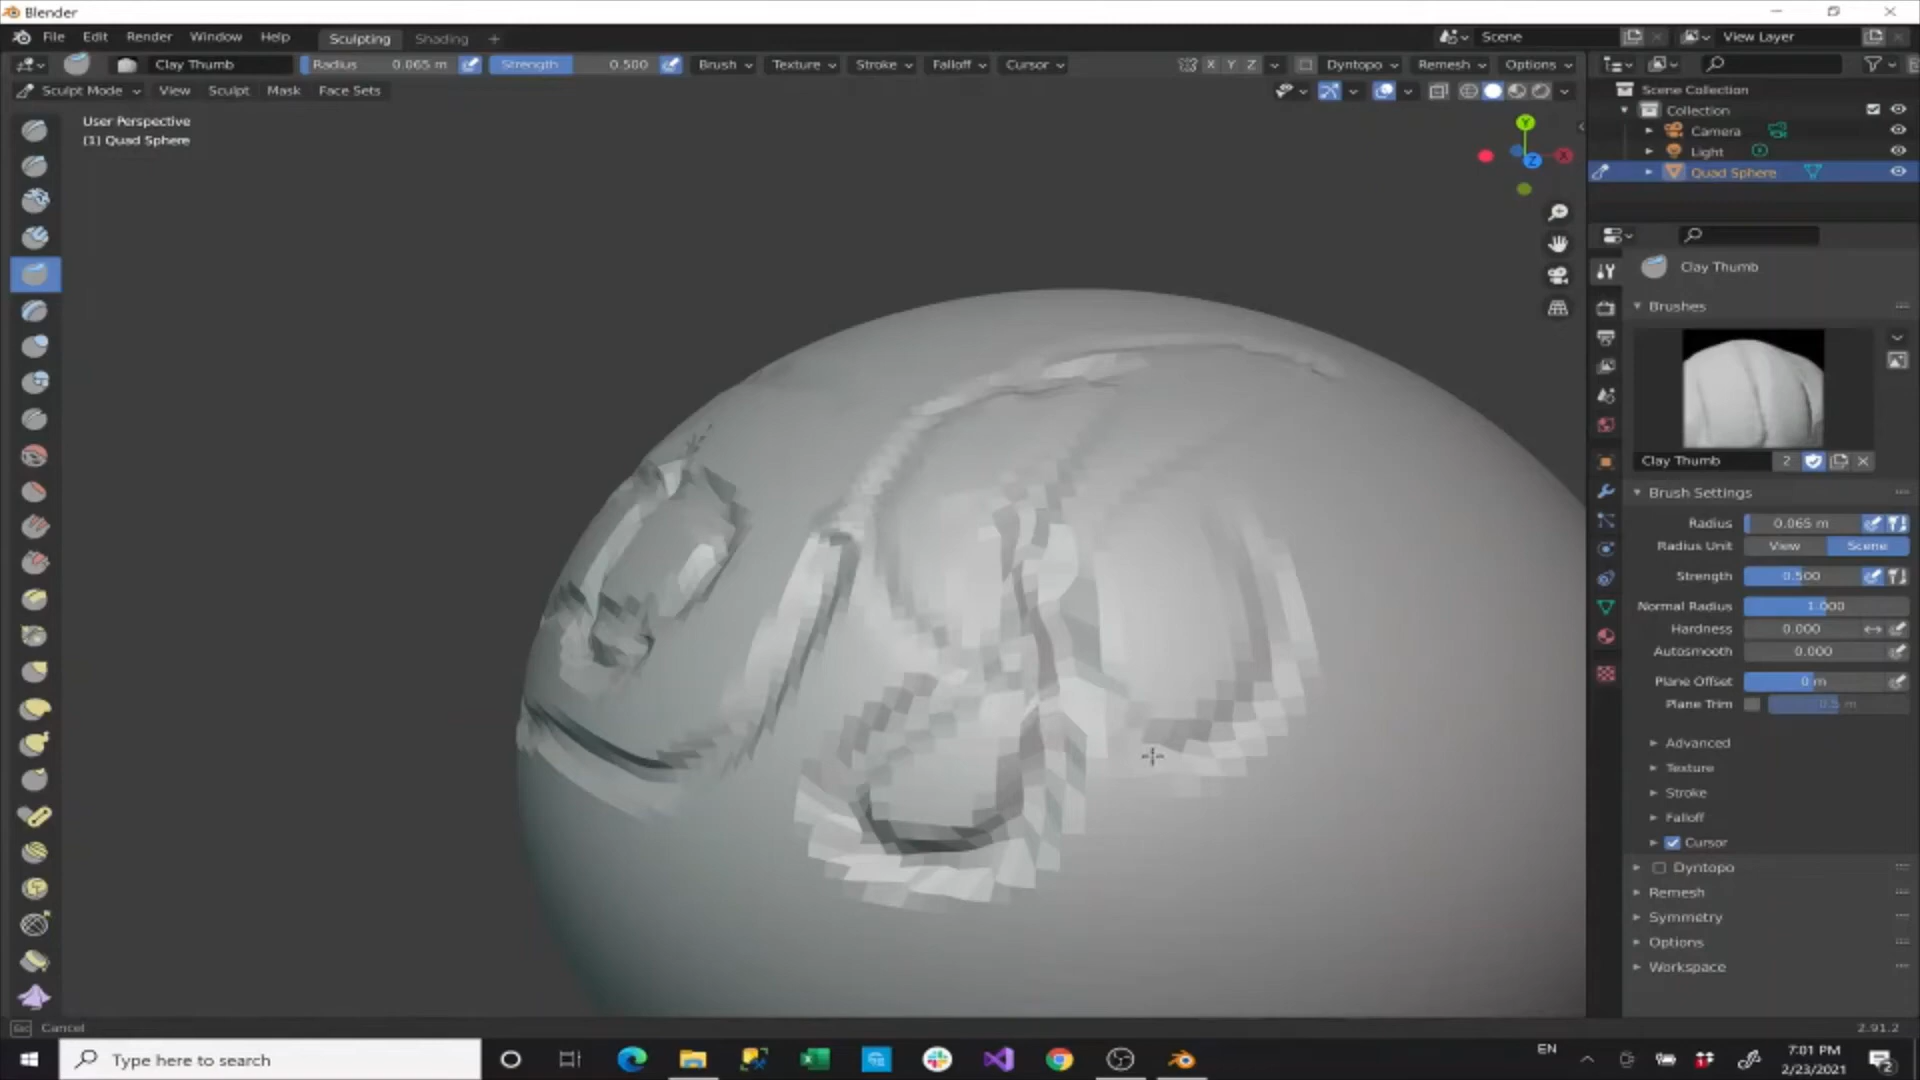 Blender
File Edit Render Window Help Sculpting Shading + Scene View Layer
Clay Thumb Radius 0.065 m Strength 0.500 Brush Texture Stroke Falloff Cursor X Y Z Dyntopo Remesh Options
Sculpt Mode View Sculpt Mask Face Sets
User Perspective
(1) Quad Sphere
Y
X
Z
Scene Collection
Collection
Camera
Light
Quad Sphere
Clay Thumb
Brushes
Clay Thumb 2
Brush Settings
Radius 0.065 m
Radius Unit View Scene
Strength 0.500
Normal Radius 1.000
Hardness 0.000
Autosmooth 0.000
Plane Offset 0 m
Plane Trim 0.5 m
Advanced
Texture
Stroke
Falloff
Cursor
Dyntopo
Remesh
Symmetry
Options
Workspace
Esc Cancel
2.91.2
Type here to search
EN
7:01 PM
2/23/2021
2